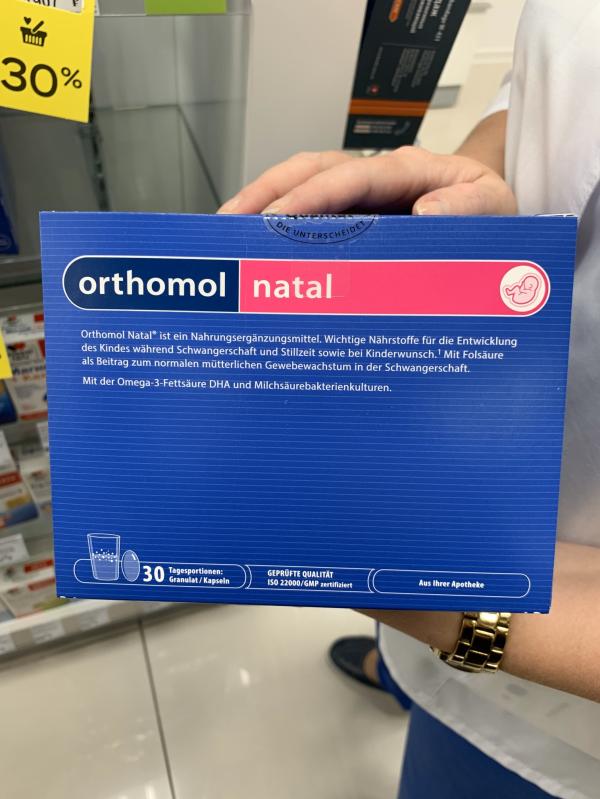 30%
DIE UNTERSCHEIDET
orthomol natal
Orthomol Natal® ist ein Nahrungsergänzungsmittel. Wichtige Nährstoffe für die Entwicklung
des Kindes während Schwangerschaft und Stillzeit sowie bei Kinderwunsch.¹ Mit Folsäure
als Beitrag zum normalen mütterlichen Gewebewachstum in der Schwangerschaft.
Mit der Omega-3-Fettsäure DHA und Milchsäurebakterienkulturen.
30 Tagesportionen:
Granulat / Kapseln
GEPRÜFTE QUALITÄT
ISO 22000/GMP zertifiziert
Aus Ihrer Apotheke